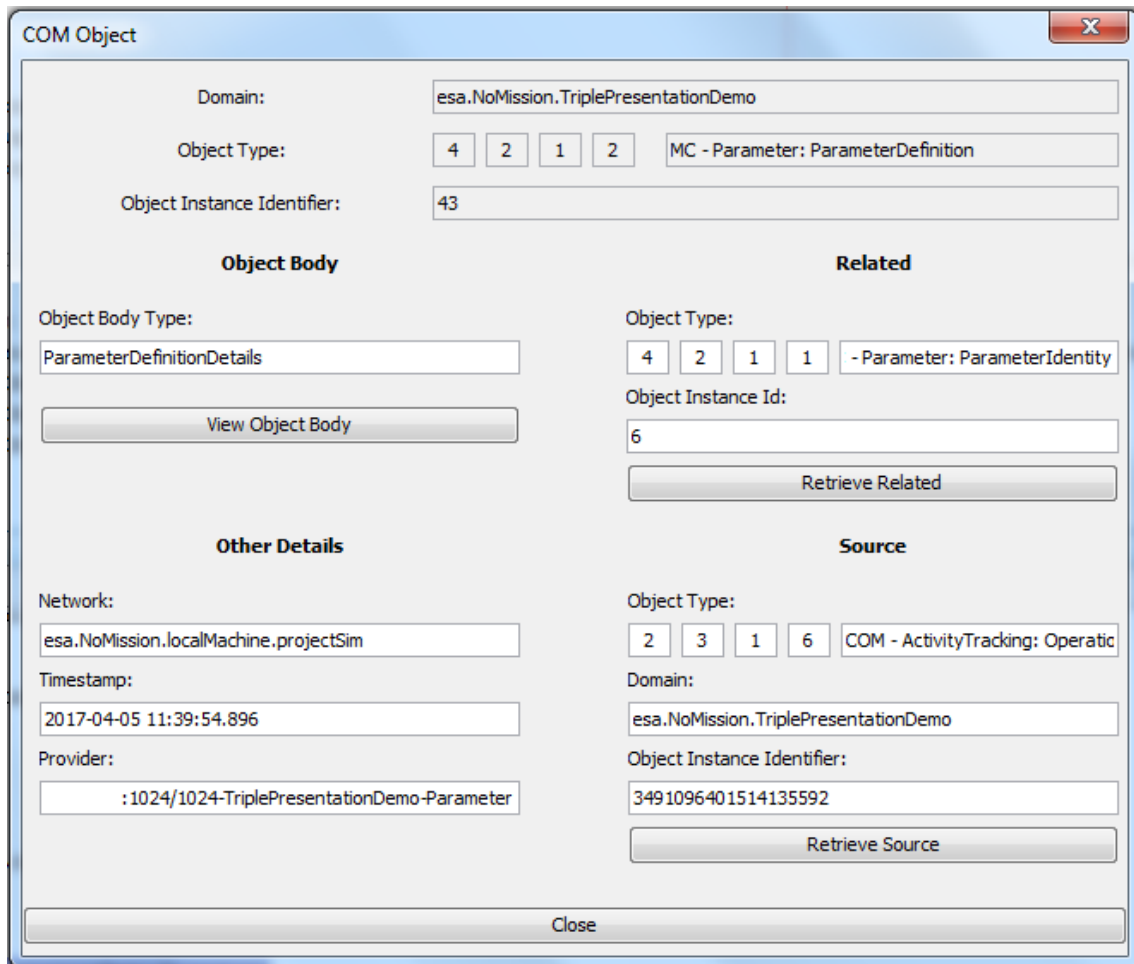 COM Object
Domain: esa.NoMission.TriplePresentationDemo
Object Type: 4 2 1 2 MC - Parameter: ParameterDefinition
Object Instance Identifier: 43
Object Body
Object Body Type:
ParameterDefinitionDetails
View Object Body
Related
Object Type:
4 2 1 1 - Parameter: ParameterIdentity
Object Instance Id:
6
Retrieve Related
Other Details
Network:
esa.NoMission.localMachine.projectSim
Timestamp:
2017-04-05 11:39:54.896
Provider:
:1024/1024-TriplePresentationDemo-Parameter
Source
Object Type:
2 3 1 6 COM - ActivityTracking: Operatio
Domain:
esa.NoMission.TriplePresentationDemo
Object Instance Identifier:
3491096401514135592
Retrieve Source
Close